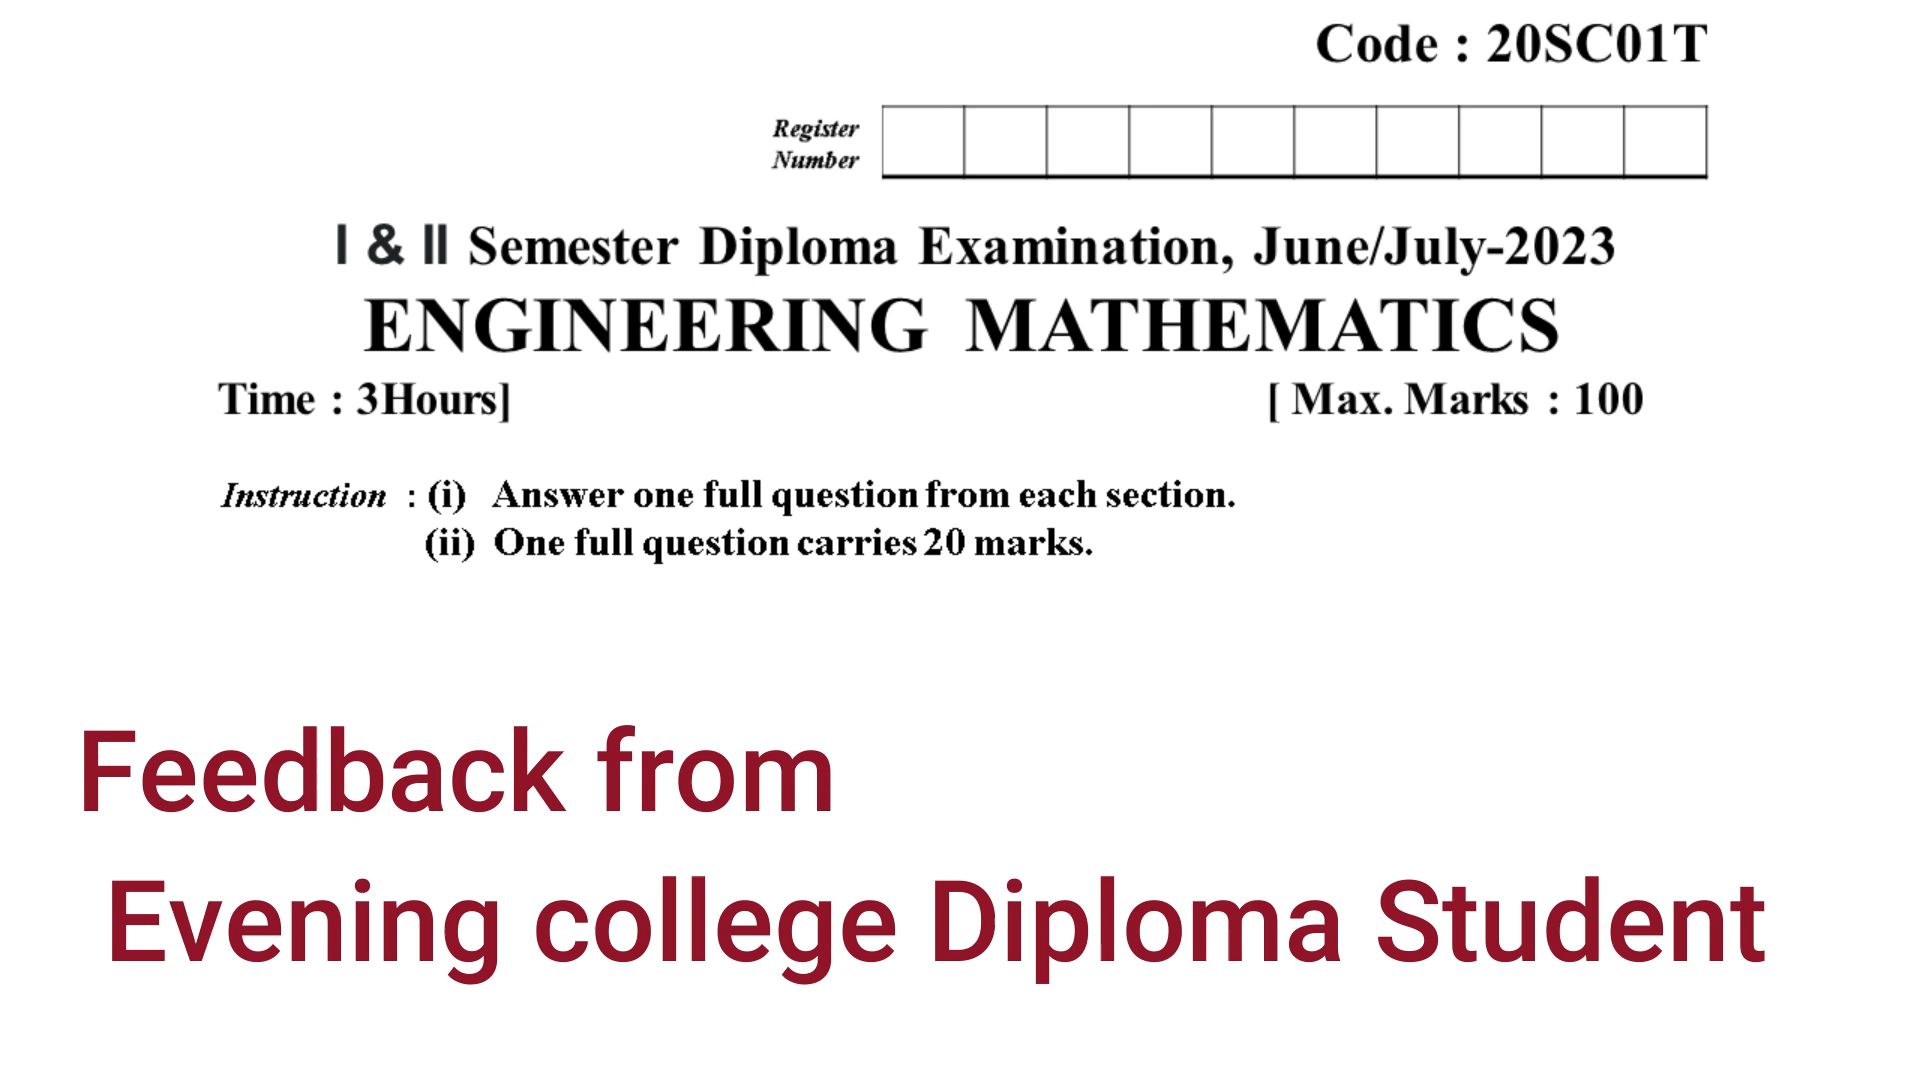 Code : 20SC01T
Register
Number
I & II Semester Diploma Examination, June/July-2023
ENGINEERING MATHEMATICS
Time : 3Hours] [ Max. Marks : 100
Instruction : (i) Answer one full question from each section.
(ii) One full question carries 20 marks.
Feedback from
Evening college Diploma Student